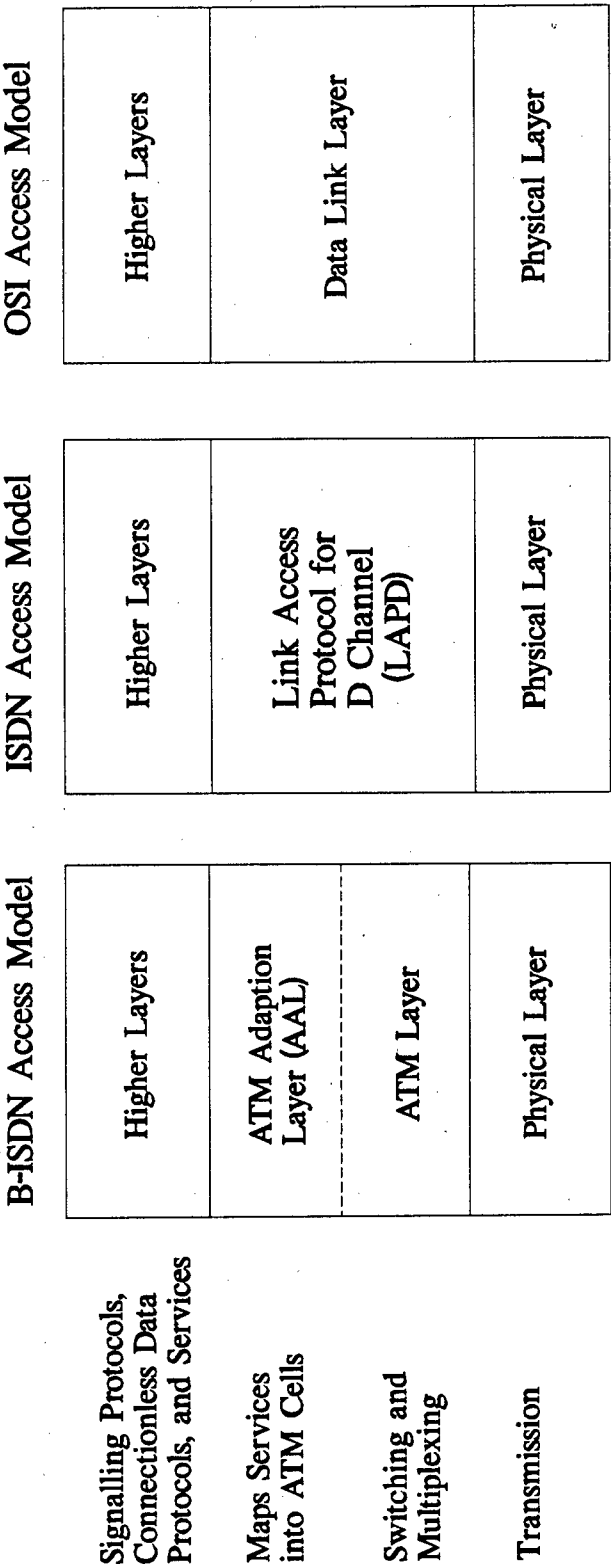 B-ISDN Access Model
ISDN Access Model
OSI Access Model
Signalling Protocols,
Connectionless Data
Protocols, and Services
Higher Layers
Higher Layers
Higher Layers
Maps Services
into ATM Cells
ATM Adaption
Layer (AAL)
Link Access
Protocol for
D Channel
(LAPD)
Data Link Layer
Switching and
Multiplexing
ATM Layer
Transmission
Physical Layer
Physical Layer
Physical Layer